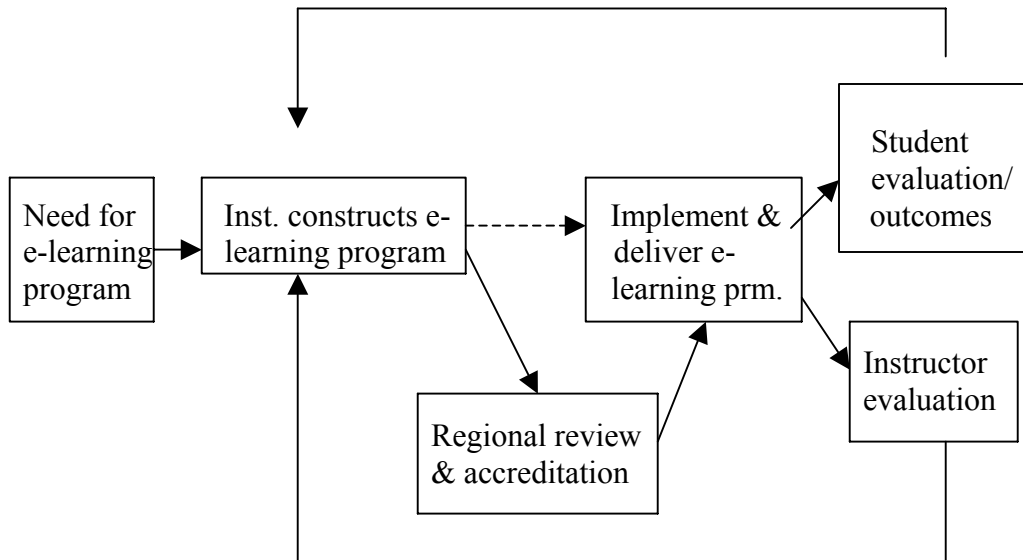 Need for
e-learning
program
Inst. constructs e-
learning program
Implement &
deliver e-
learning prm.
Student
evaluation/
outcomes
Regional review
& accreditation
Instructor
evaluation